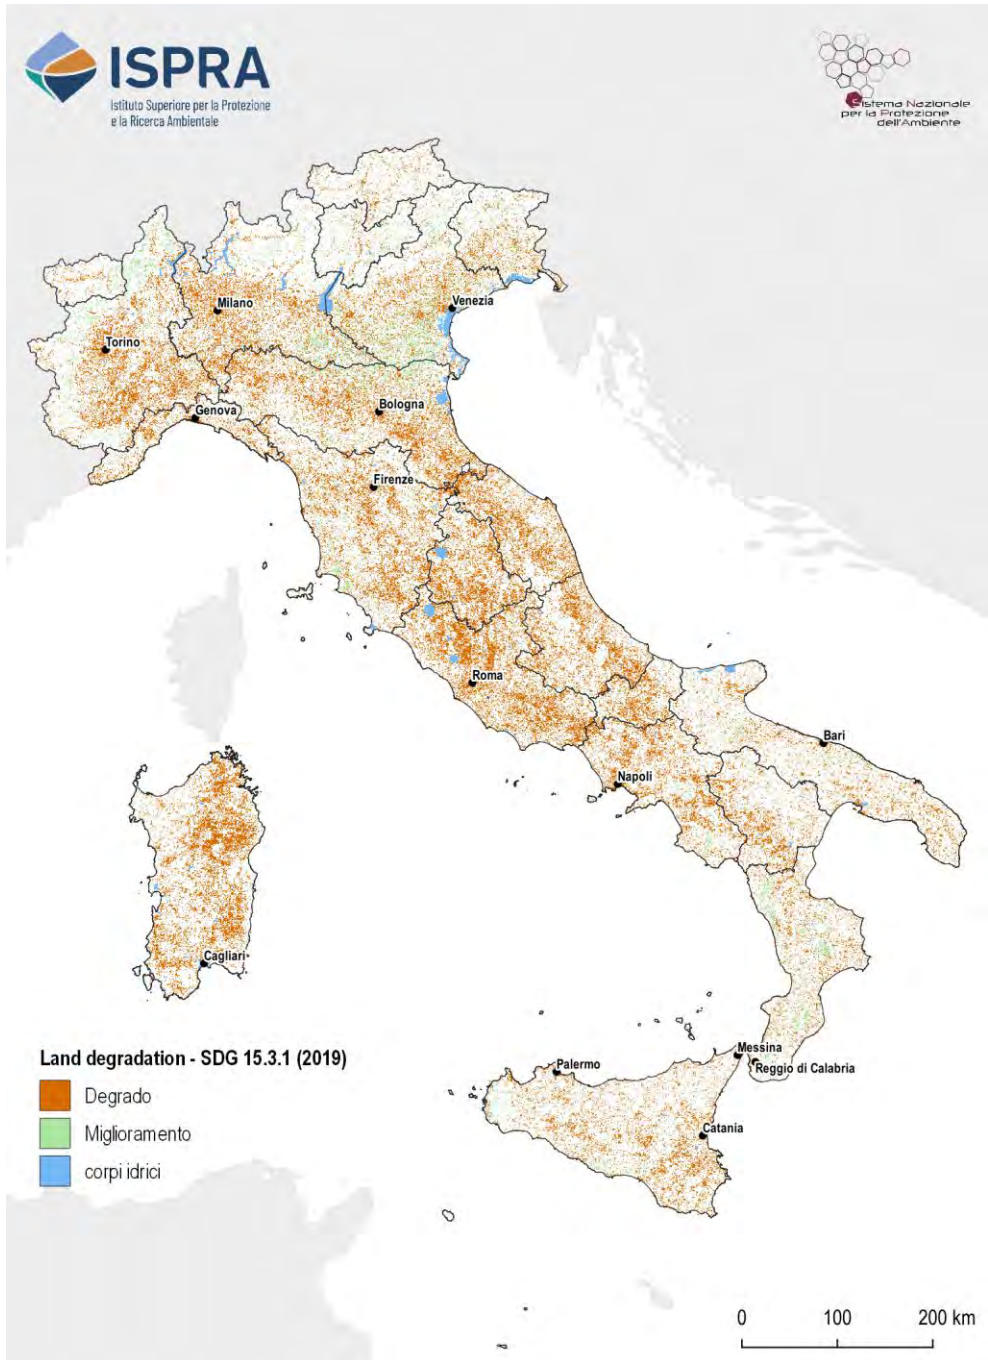 ISPRA
Istituto Superiore per la Protezione
e la Ricerca Ambientale
Sistema Nazionale
per la Protezione
dell'Ambiente
Milano
Venezia
Torino
Bologna
Genova
Firenze
Roma
Bari
Napoli
Cagliari
Messina
Reggio di Calabria
Palermo
Catania
Land degradation - SDG 15.3.1 (2019)
Degrado
Miglioramento
corpi idrici
0 100 200 km